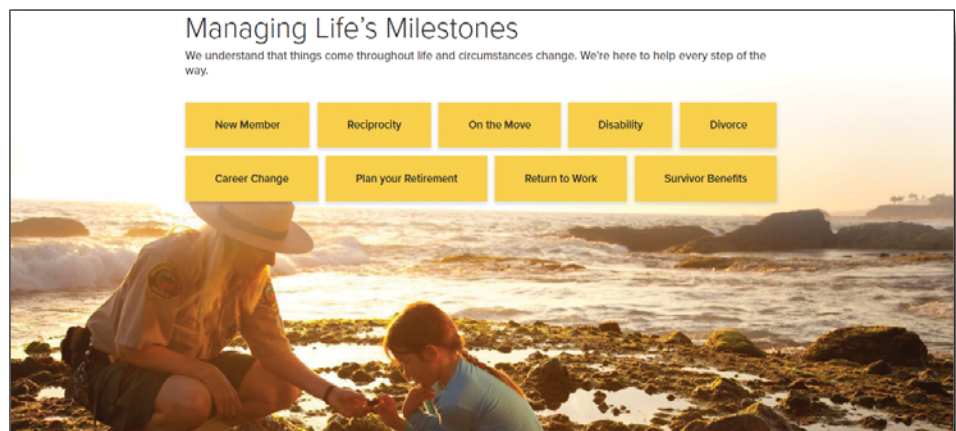 Managing Life's Milestones
We understand that things come throughout life and circumstances change. We're here to help every step of the
way.
New Member Reciprocity On the Move Disability Divorce
Career Change Plan your Retirement Return to Work Survivor Benefits